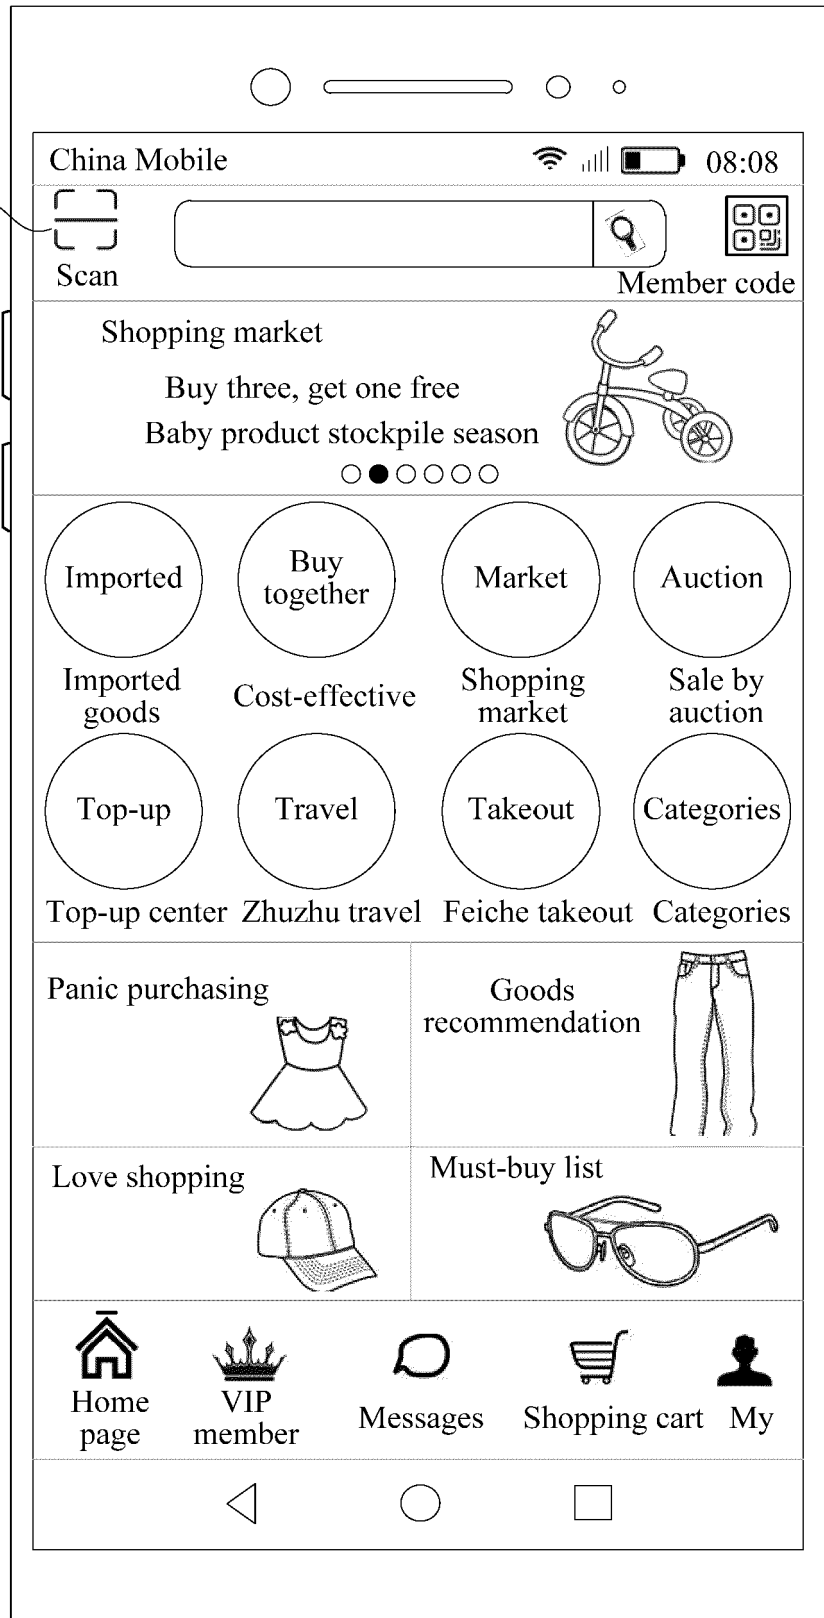 China Mobile
08:08
Scan
Member code
Shopping market
Buy three, get one free
Baby product stockpile season
Imported
Buy
together
Market
Auction
Imported
goods
Cost-effective
Shopping
market
Sale by
auction
Top-up
Travel
Takeout
Categories
Top-up center
Zhuzhu travel
Feiche takeout
Categories
Panic purchasing
Goods
recommendation
Love shopping
Must-buy list
Home
page
VIP
member
Messages
Shopping cart
My